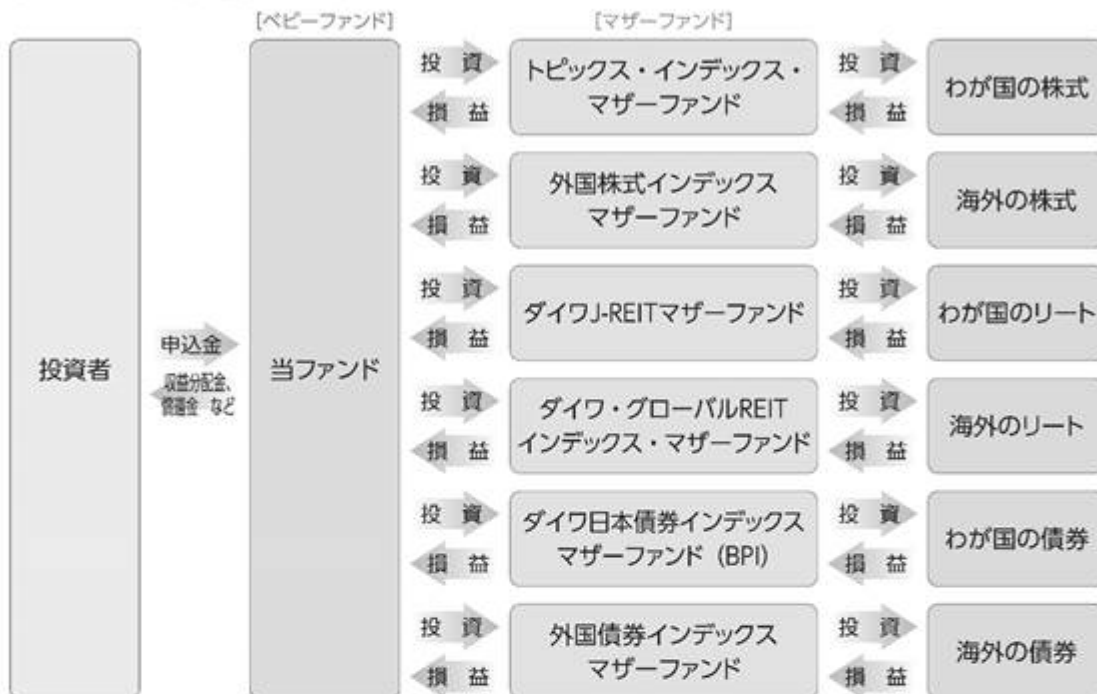 [ベビーファンド]
[マザーファンド]
投資者
申込金
収益分配金、
償還金 など
当ファンド
投 資
損 益
トピックス・インデックス・
マザーファンド
投 資
損 益
わが国の株式
投 資
損 益
外国株式インデックス
マザーファンド
投 資
損 益
海外の株式
投 資
損 益
ダイワJ-REITマザーファンド
投 資
損 益
わが国のリート
投 資
損 益
ダイワ・グローバルREIT
インデックス・マザーファンド
投 資
損 益
海外のリート
投 資
損 益
ダイワ日本債券インデックス
マザーファンド（BPI）
投 資
損 益
わが国の債券
投 資
損 益
外国債券インデックス
マザーファンド
投 資
損 益
海外の債券